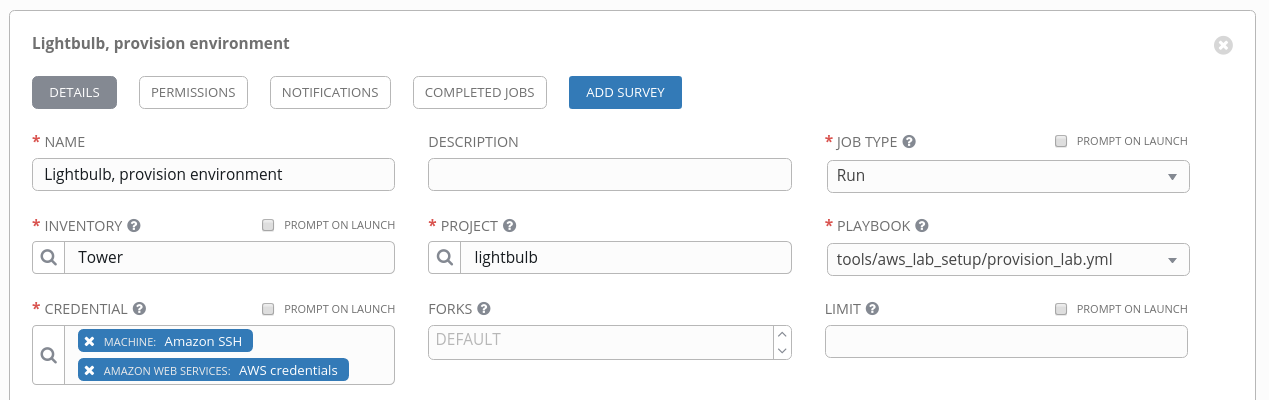 Lightbulb, provision environment
DETAILS PERMISSIONS NOTIFICATIONS COMPLETED JOBS ADD SURVEY
* NAME DESCRIPTION * JOB TYPE ? PROMPT ON LAUNCH
Lightbulb, provision environment Run
* INVENTORY ? PROMPT ON LAUNCH * PROJECT ? * PLAYBOOK ?
Tower lightbulb tools/aws_lab_setup/provision_lab.yml
* CREDENTIAL ? PROMPT ON LAUNCH FORKS ? LIMIT ? PROMPT ON LAUNCH
MACHINE: Amazon SSH DEFAULT
AMAZON WEB SERVICES: AWS credentials